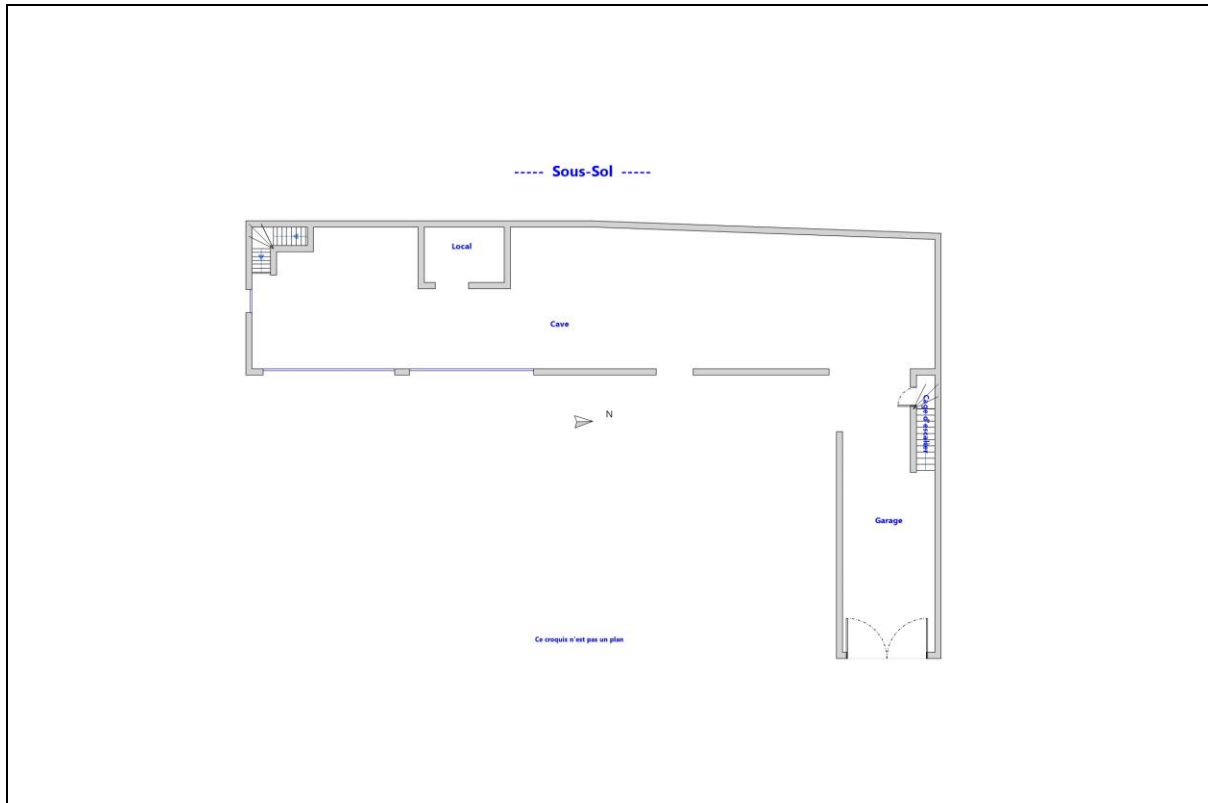 ----- Sous-Sol -----
Local
Cave
N
Cage d'escalier
Garage
Ce croquis n'est pas un plan